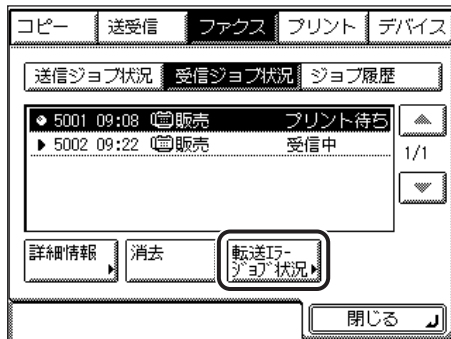 コピー 送受信 ファクス プリント デバイス
送信ジョブ状況 受信ジョブ状況 ジョブ履歴
5001 09:08 販売 プリント待ち
5002 09:22 販売 受信中
1/1
詳細情報 消去 転送エラー
ジョブ状況
閉じる